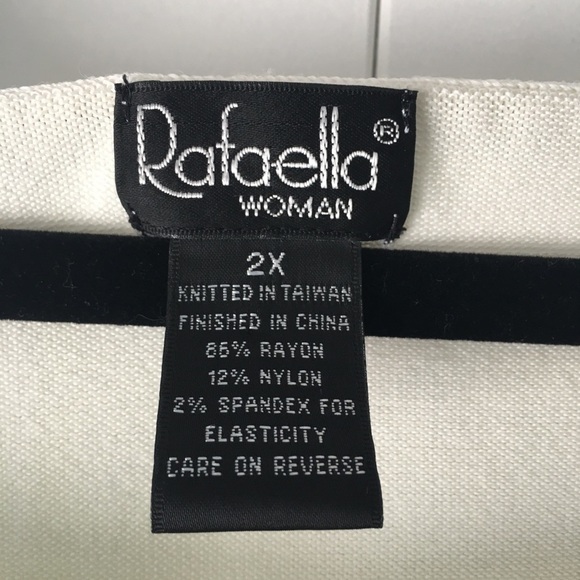 Rafaella®
WOMAN
2X
KNITTED IN TAIWAN
FINISHED IN CHINA
86% RAYON
12% NYLON
2% SPANDEX FOR
ELASTICITY
CARE ON REVERSE